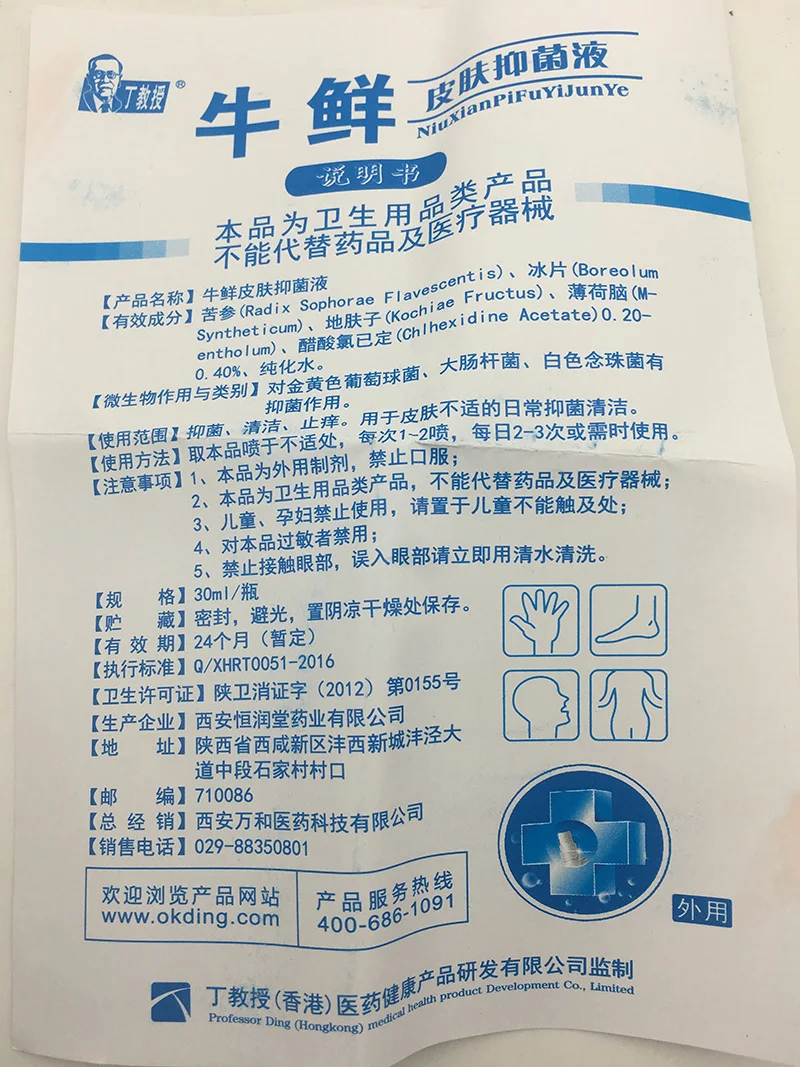 丁教授®
牛鲜
皮肤抑菌液
NiuXianPiFuYiJunYe
说明书
本品为卫生用品类产品
不能代替药品及医疗器械
【产品名称】牛鲜皮肤抑菌液
【有效成分】苦参(Radix Sophorae Flavescentis)、冰片(Boreolum
Syntheticum)、地肤子(Kochiae Fructus)、薄荷脑(M-
entholum)、醋酸氯已定(Chlhexidine Acetate)0.20-
0.40%、纯化水。
【微生物作用与类别】对金黄色葡萄球菌、大肠杆菌、白色念珠菌有
抑菌作用。
【使用范围】抑菌、清洁、止痒。用于皮肤不适的日常抑菌清洁。
【使用方法】取本品喷于不适处，每次1-2喷，每日2-3次或需时使用。
【注意事项】1、本品为外用制剂，禁止口服；
2、本品为卫生用品类产品，不能代替药品及医疗器械；
3、儿童、孕妇禁止使用，请置于儿童不能触及处；
4、对本品过敏者禁用；
5、禁止接触眼部，误入眼部请立即用清水清洗。
【规 格】30ml/瓶
【贮 藏】密封，避光，置阴凉干燥处保存。
【有 效 期】24个月（暂定）
【执行标准】Q/XHRT0051-2016
【卫生许可证】陕卫消证字（2012）第0155号
【生产企业】西安恒润堂药业有限公司
【地 址】陕西省西咸新区沣西新城沣泾大
道中段石家村村口
【邮 编】710086
【总 经 销】西安万和医药科技有限公司
【销售电话】029-88350801
欢迎浏览产品网站
www.okding.com
产品服务热线
400-686-1091
外用
丁教授(香港)医药健康产品研发有限公司监制
Professor Ding (Hongkong) medical health product Development Co., Limited